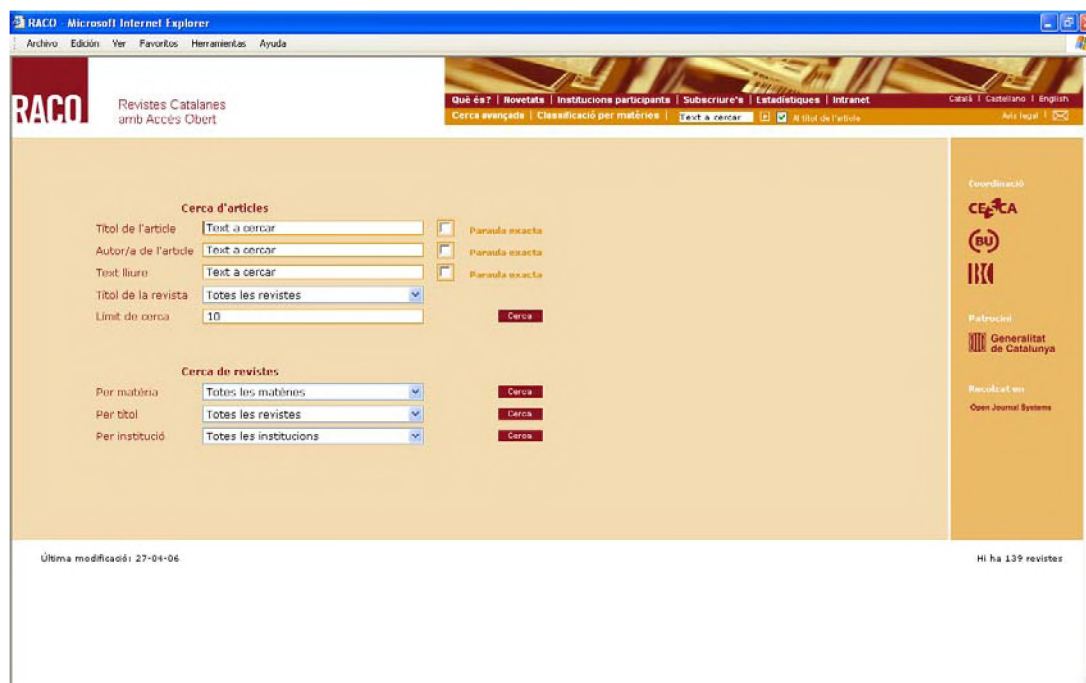 RACO - Microsoft Internet Explorer
Archivo Edición Ver Favoritos Herramientas Ayuda
RACO
Revistes Catalanes
amb Accés Obert
Què és? | Novetats | Institucions participants | Subscriure's | Estadístiques | Intranet
Català | Castellano | English
Cerca avançada | Classificació per matèries | Text a cercar Al títol de l'article
Avís legal |
Cerca d'articles
Títol de l'article Text a cercar Paraula exacta
Autor/a de l'article Text a cercar Paraula exacta
Text lliure Text a cercar Paraula exacta
Títol de la revista Totes les revistes
Límit de cerca 10 Cerca
Cerca de revistes
Per matèria Totes les matèries Cerca
Per títol Totes les revistes Cerca
Per institució Totes les institucions Cerca
Coordinació
CESCA
BU
Patrocini
Generalitat
de Catalunya
Recolzat en
Open Journal Systems
Última modificació: 27-04-06
Hi ha 139 revistes